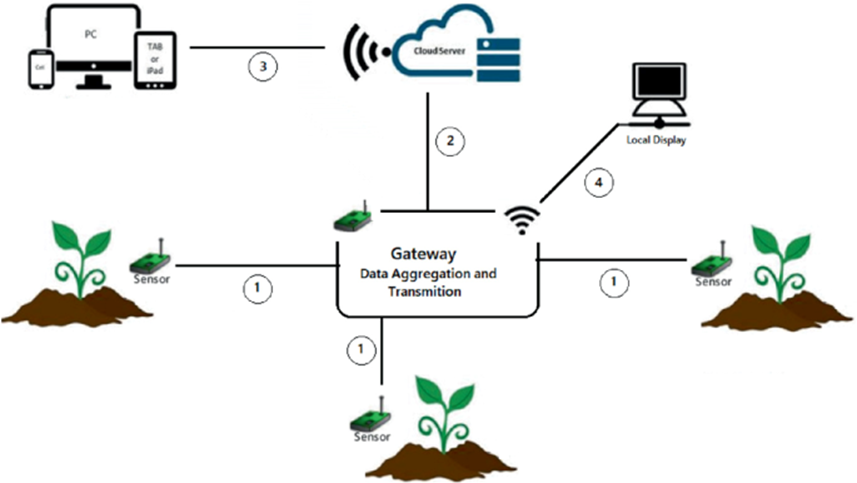 PC
Cel
TAB
or
iPad
3
CloudServer
2
Local Display
4
Gateway
Data Aggregation and
Transmition
Sensor
1
1
Sensor
1
Sensor